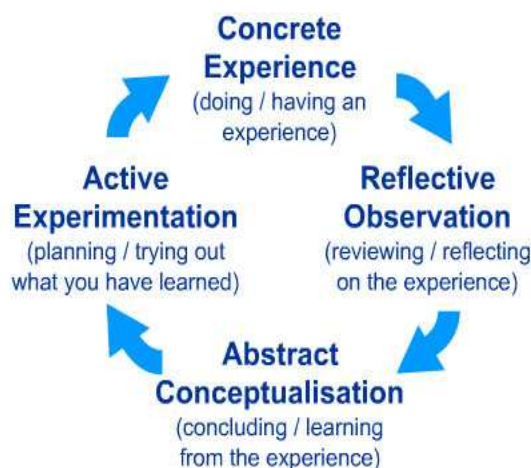 Concrete
Experience
(doing / having an
experience)
Reflective
Observation
(reviewing / reflecting
on the experience)
Abstract
Conceptualisation
(concluding / learning
from the experience)
Active
Experimentation
(planning / trying out
what you have learned)